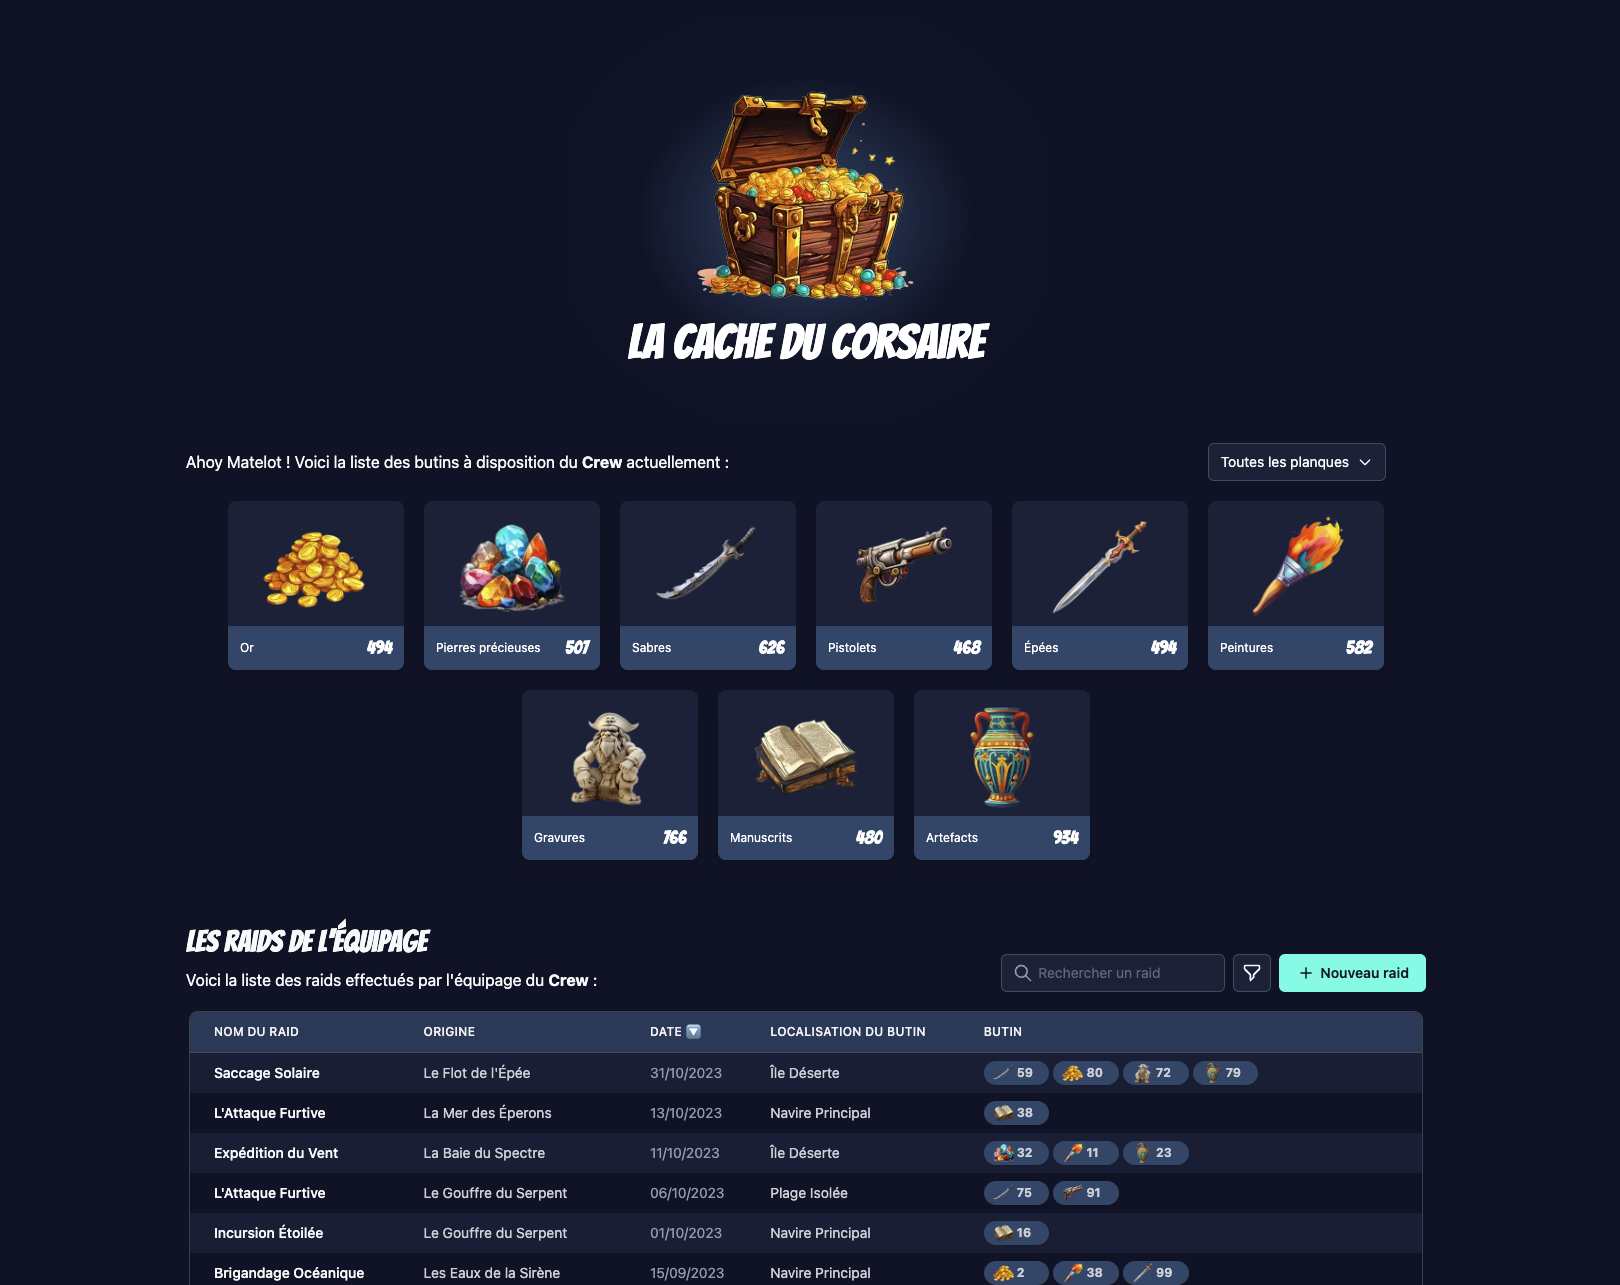 LA CACHE DU CORSAIRE
Ahoy Matelot ! Voici la liste des butins à disposition du Crew actuellement :
Toutes les planques
Or 494
Pierres précieuses 507
Sabres 626
Pistolets 468
Épées 494
Peintures 582
Gravures 766
Manuscrits 480
Artefacts 934
LES RAIDS DE L'ÉQUIPAGE
Voici la liste des raids effectués par l'équipage du Crew :
Rechercher un raid
Nouveau raid
NOM DU RAID ORIGINE DATE LOCALISATION DU BUTIN BUTIN
Saccage Solaire Le Flot de l'Épée 31/10/2023 Île Déserte 59 80 72 79
L'Attaque Furtive La Mer des Éperons 13/10/2023 Navire Principal 38
Expédition du Vent La Baie du Spectre 11/10/2023 Île Déserte 32 11 23
L'Attaque Furtive Le Gouffre du Serpent 06/10/2023 Plage Isolée 75 91
Incursion Étoilée Le Gouffre du Serpent 01/10/2023 Navire Principal 16
Brigandage Océanique Les Eaux de la Sirène 15/09/2023 Navire Principal 2 38 99